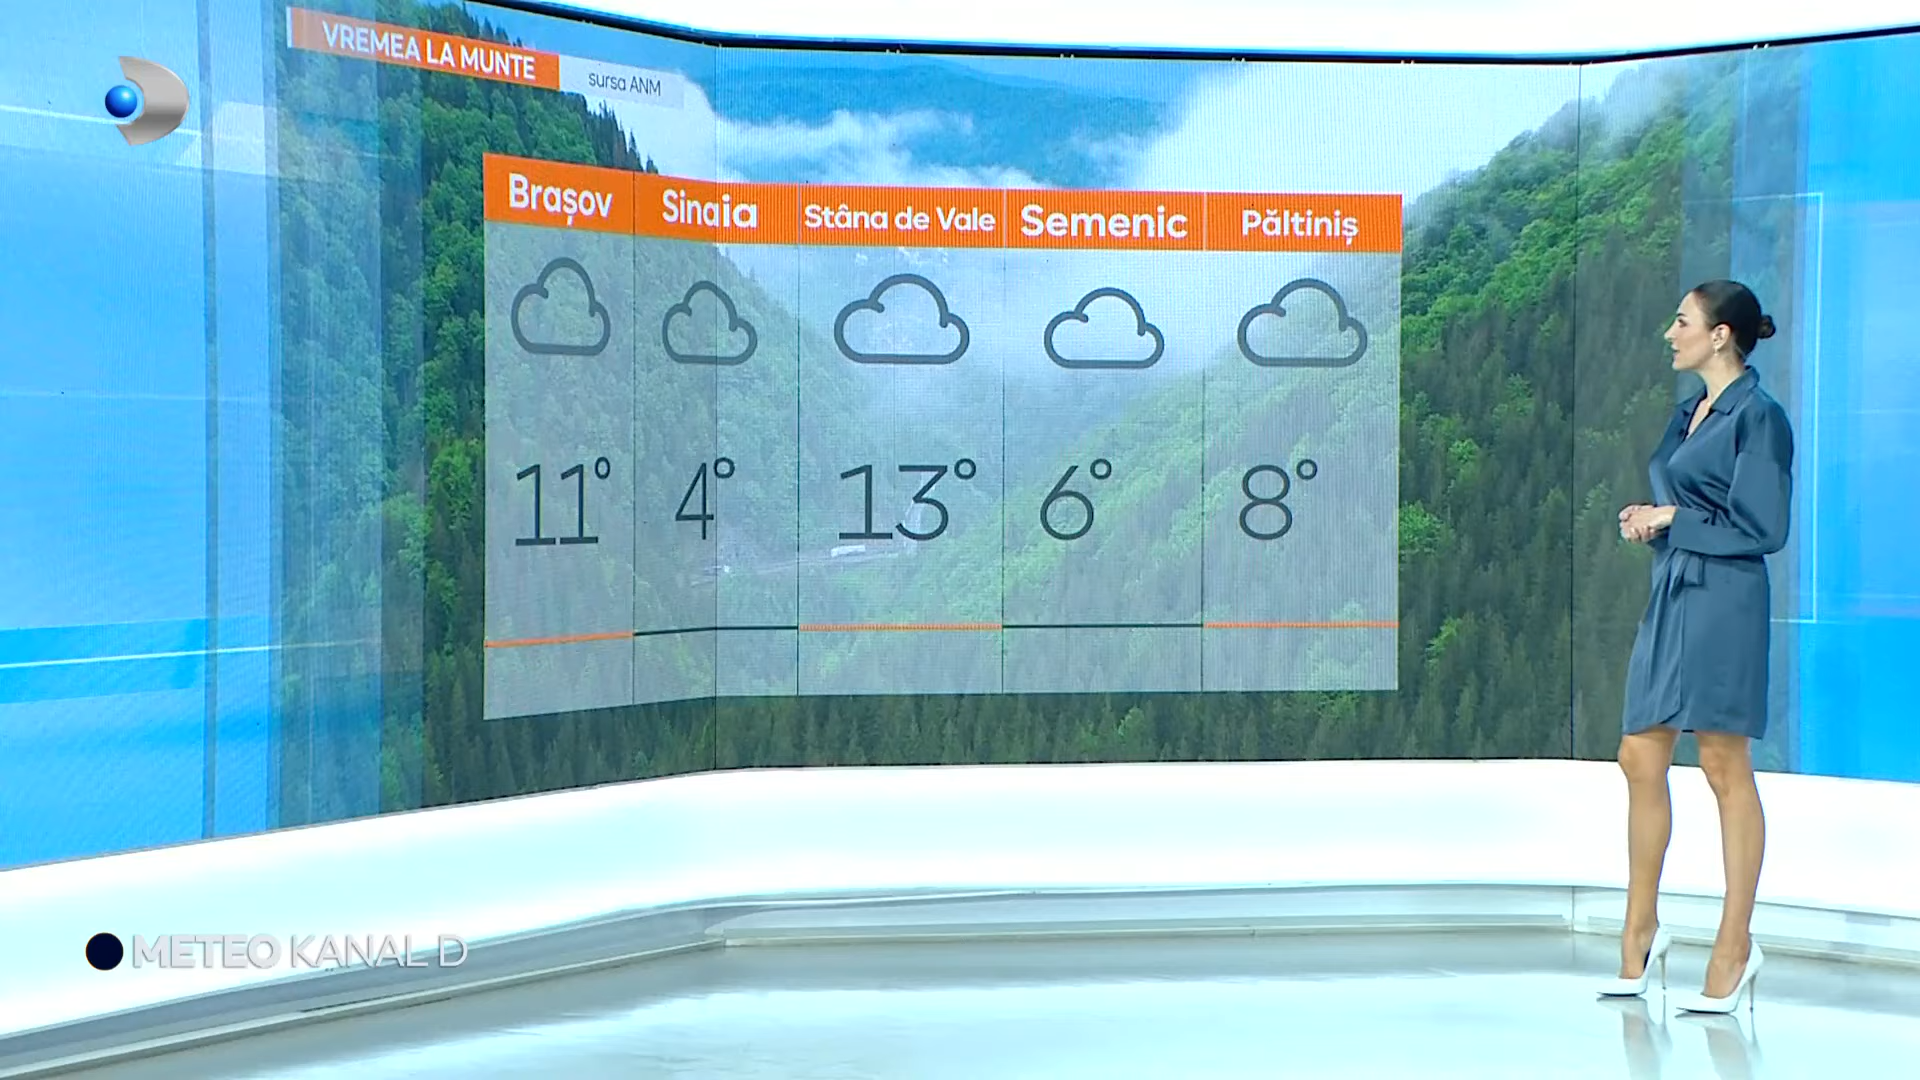 VREMEA LA MUNTE
sursa ANM
Brașov Sinaia Stâna de Vale Semenic Păltiniș
11° 4° 13° 6° 8°
METEO KANAL D